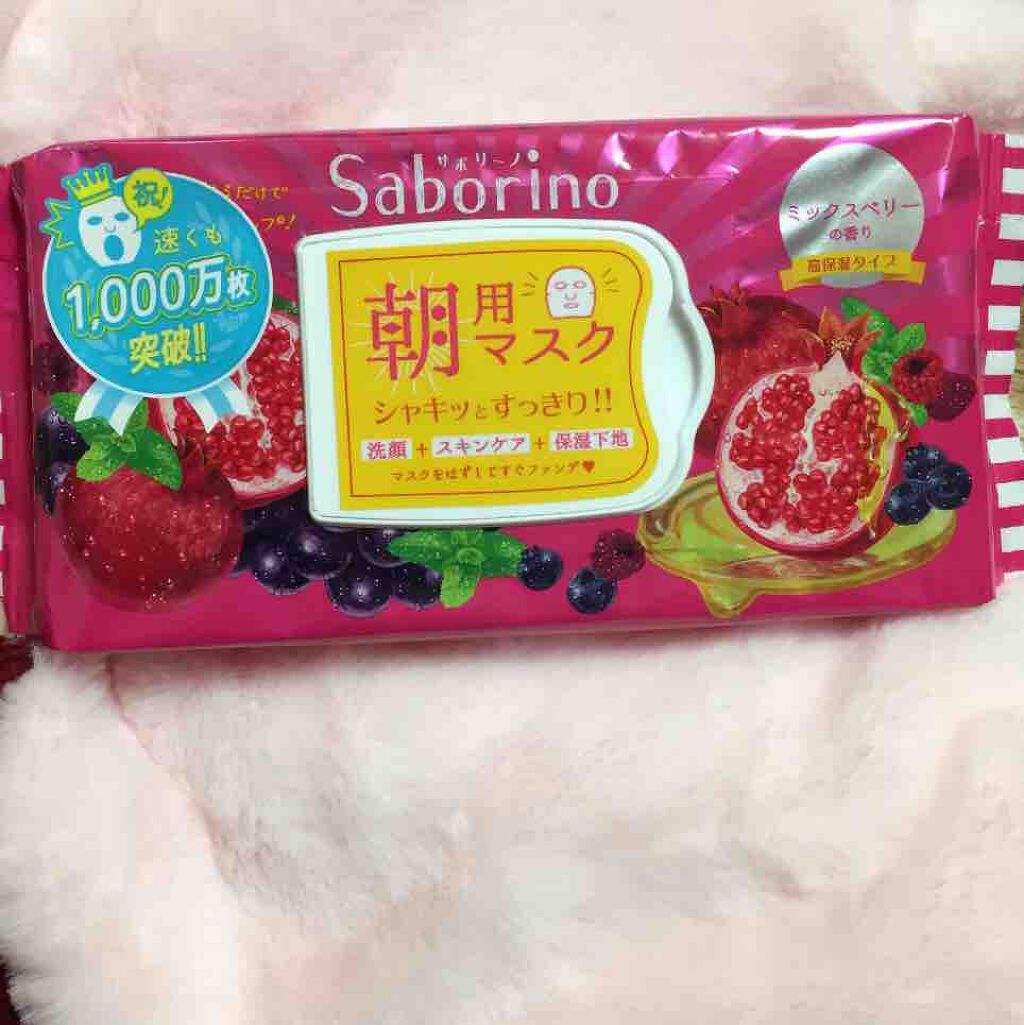 サボリーノ
Saborino
祝!
速くも
1,000万枚
突破!!
だけで
ミックスベリー
の香り
高保湿タイプ
朝用
マスク
シャキッとすっきり!!
洗顔+スキンケア+保湿下地
マスクをはずしてすぐファンデ♥